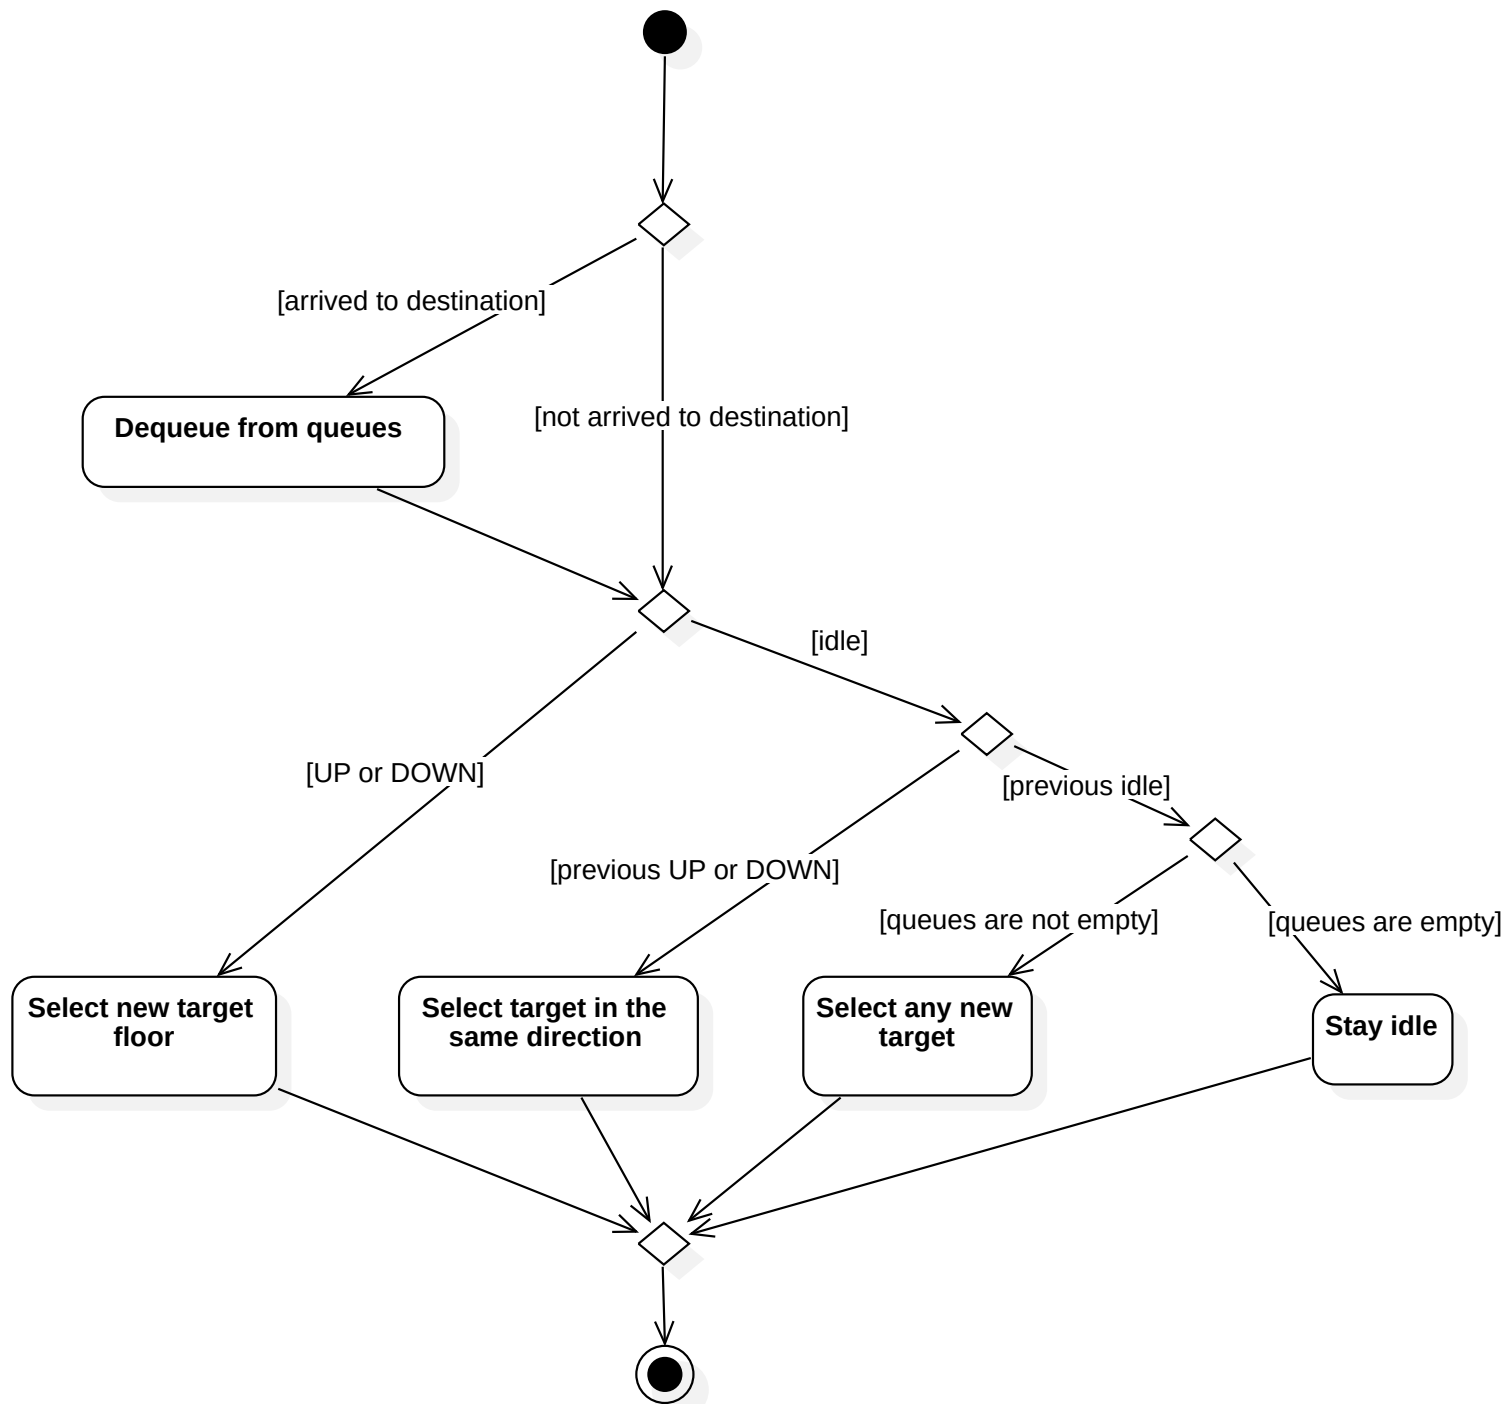 [arrived to destination]
[not arrived to destination]
Dequeue from queues
[idle]
[UP or DOWN]
[previous idle]
[previous UP or DOWN]
[queues are not empty]
[queues are empty]
Select new target
floor
Select target in the
same direction
Select any new
target
Stay idle